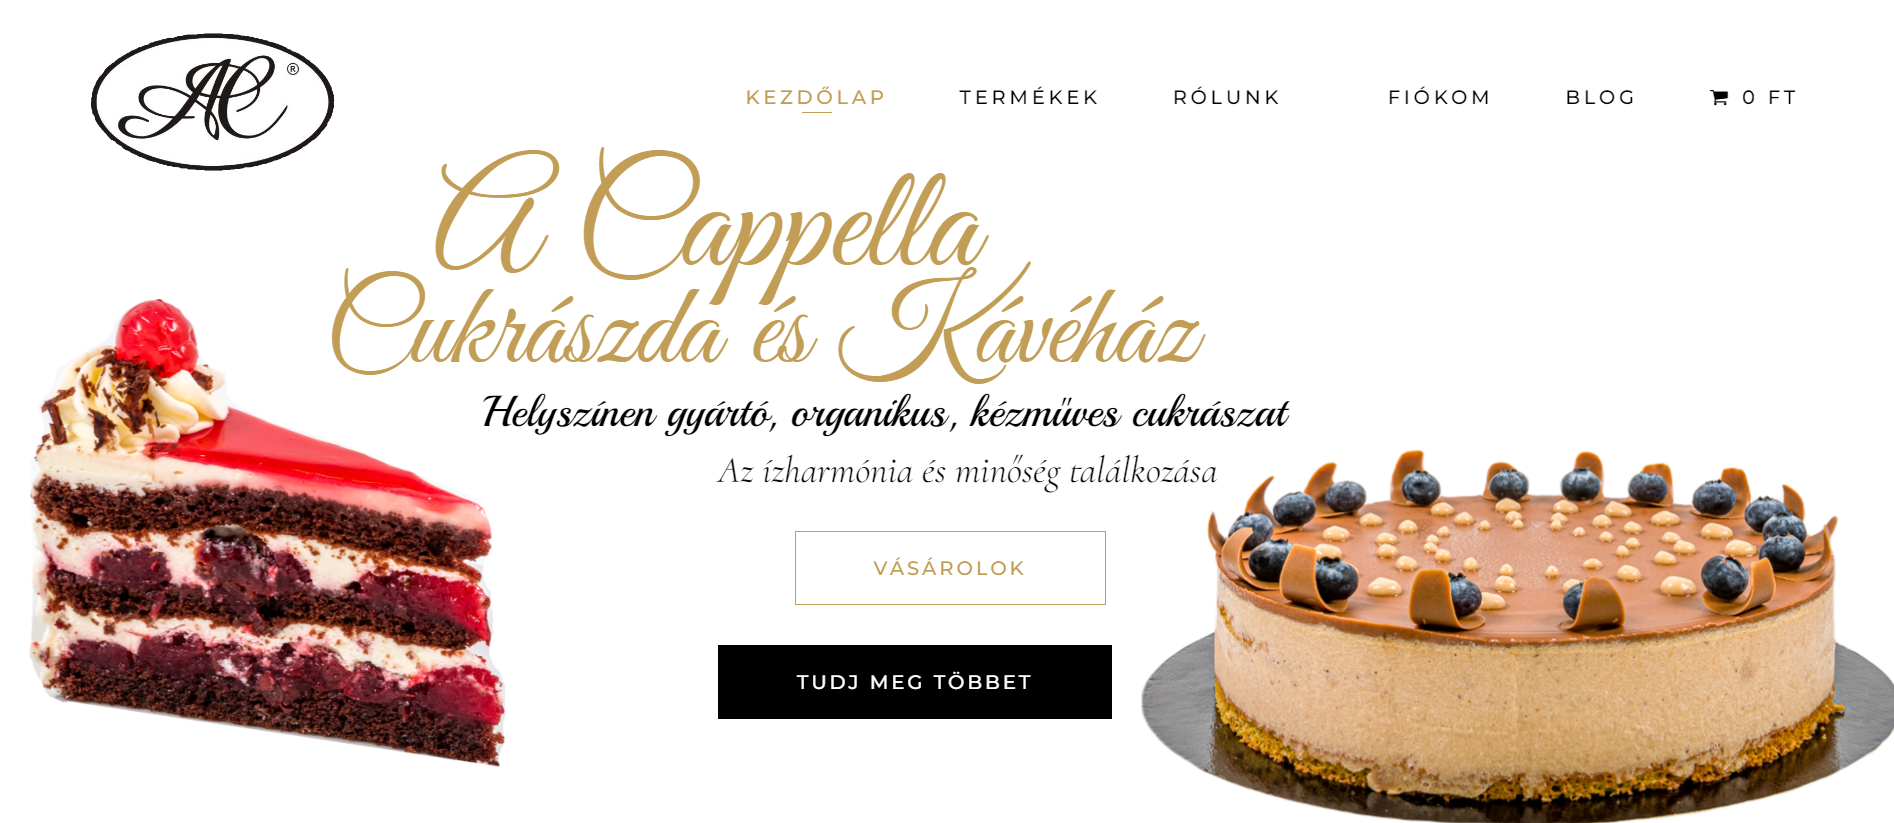 AC®
KEZDŐLAP TERMÉKEK RÓLUNK FIÓKOM BLOG 0 FT
A Cappella
Cukrászda és Kávéház
Helyszínen gyártó, organikus, kézműves cukrászat
Az ízharmónia és minőség találkozása
VÁSÁROLOK
TUDJ MEG TÖBBET